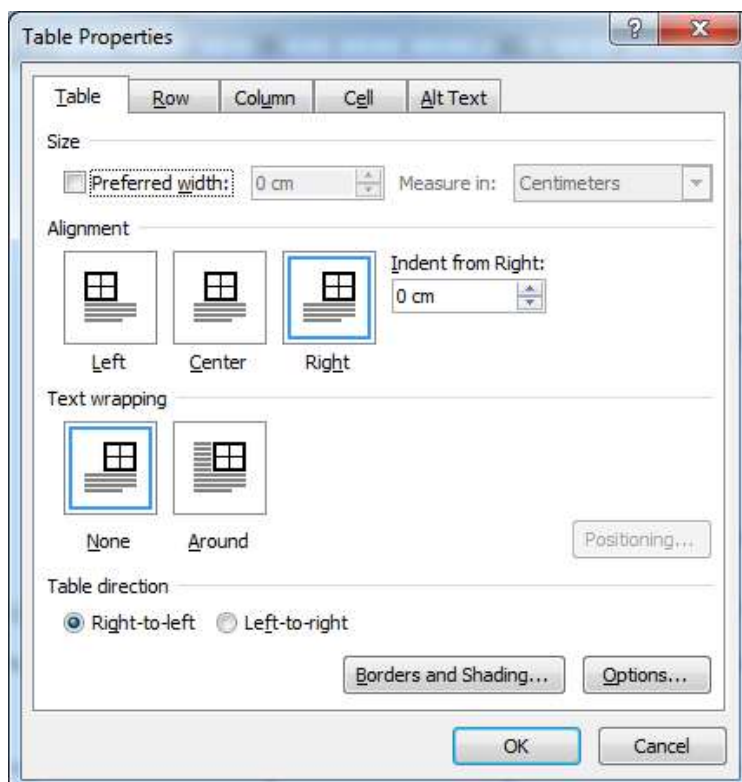 Table Properties
Table Row Column Cell Alt Text
Size
Preferred width: 0 cm Measure in: Centimeters
Alignment
Indent from Right:
0 cm
Left Center Right
Text wrapping
None Around Positioning...
Table direction
Right-to-left Left-to-right
Borders and Shading... Options...
OK Cancel